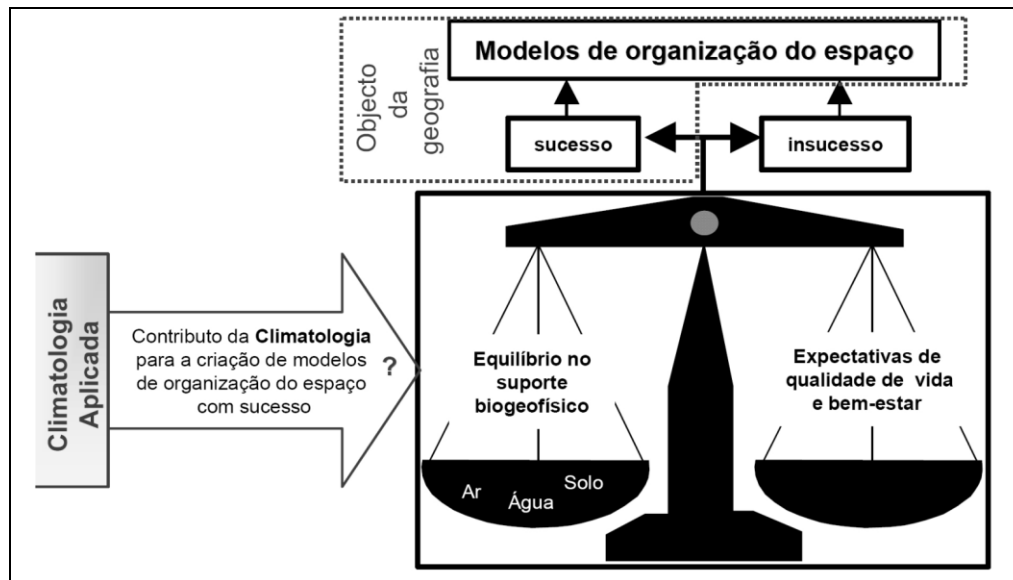 Modelos de organização do espaço
Objecto
da
geografia
sucesso
insucesso
Climatologia
Aplicada
Contributo da Climatologia
para a criação de modelos
de organização do espaço
com sucesso
?
Equilíbrio no
suporte
biogeofísico
Expectativas de
qualidade de vida
e bem-estar
Ar
Água
Solo